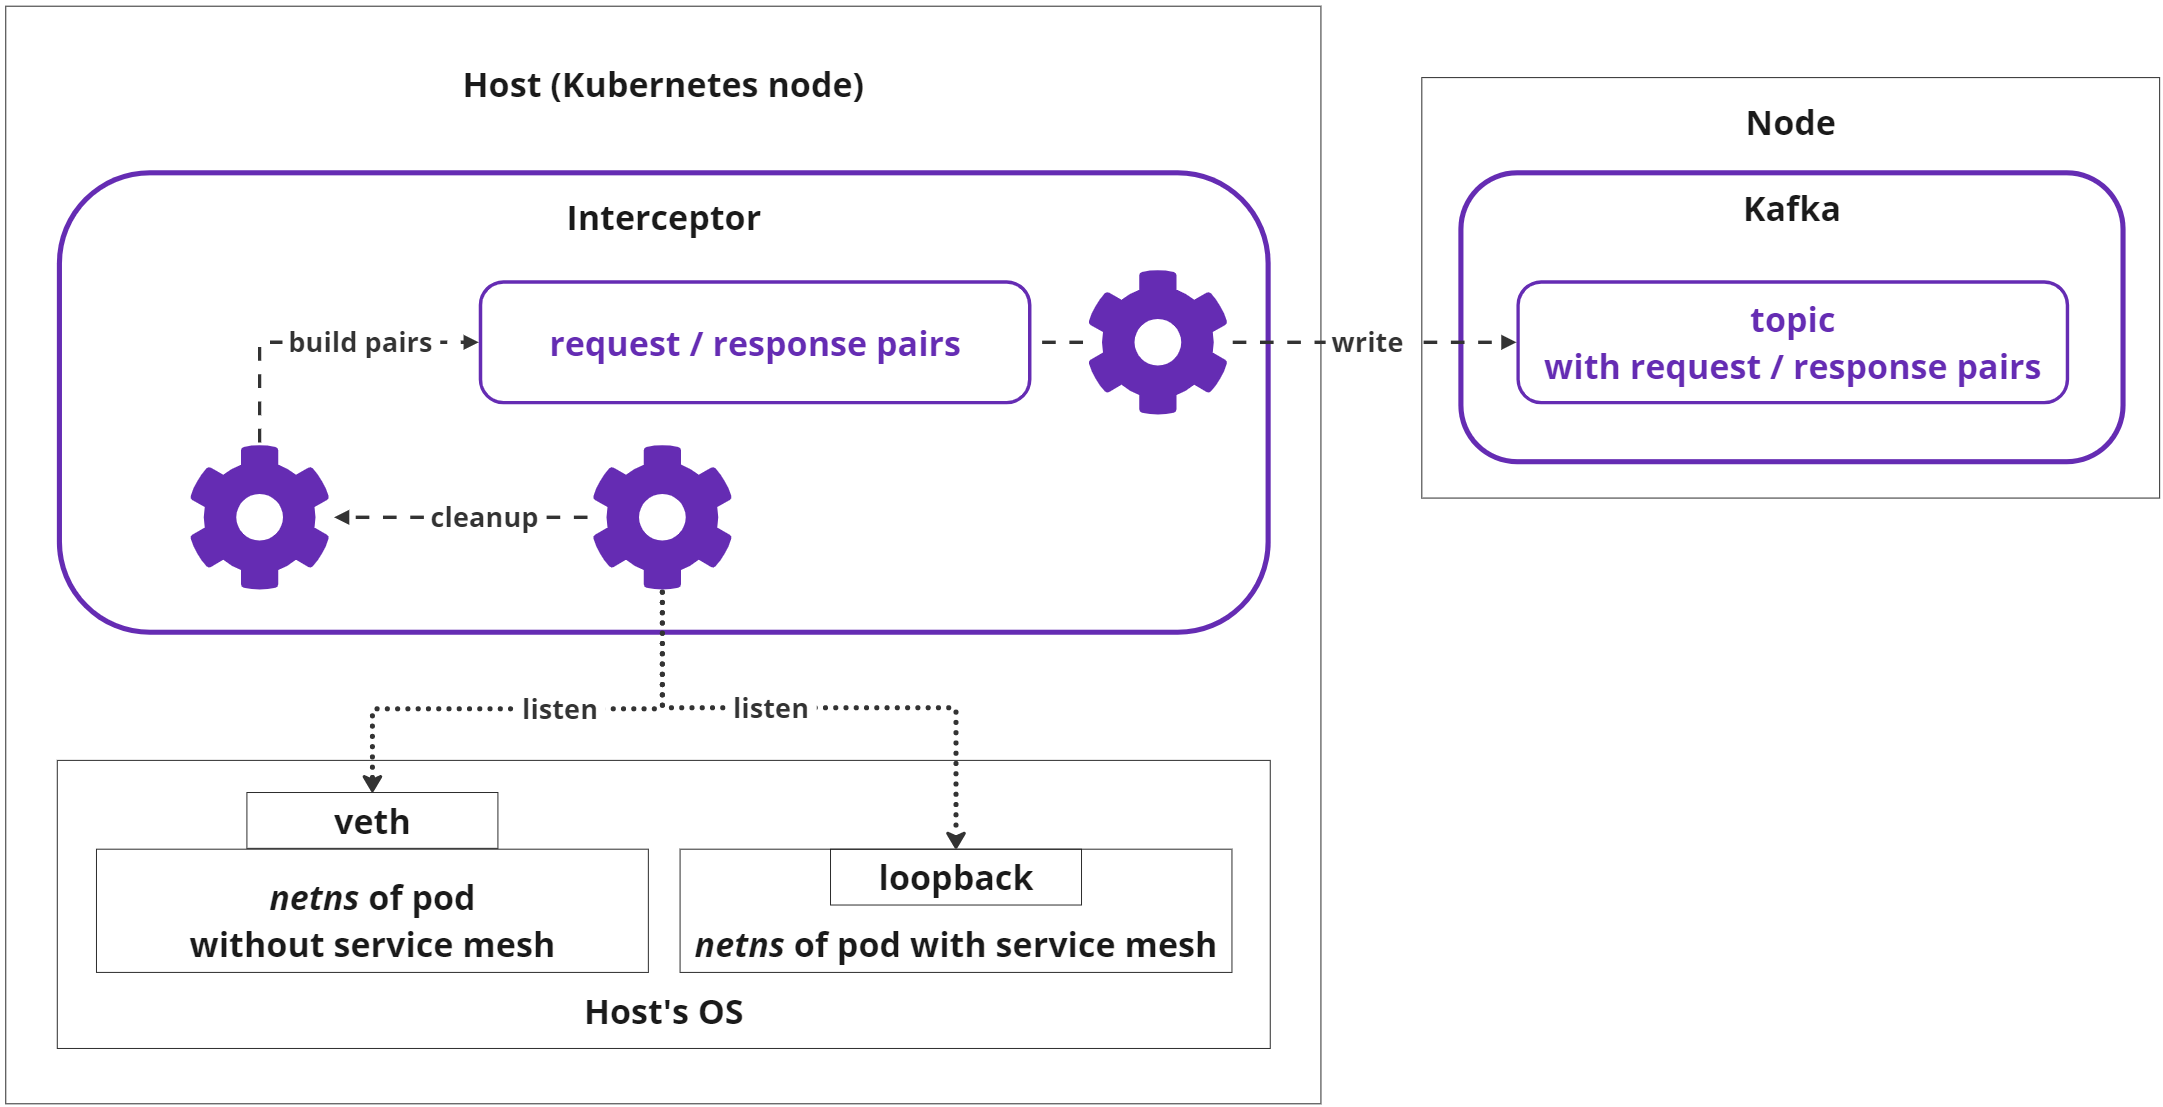 Host (Kubernetes node)
Node
Interceptor
Kafka
build pairs
request / response pairs
write
topic
with request / response pairs
cleanup
listen
listen
veth
netns of pod
without service mesh
loopback
netns of pod with service mesh
Host's OS